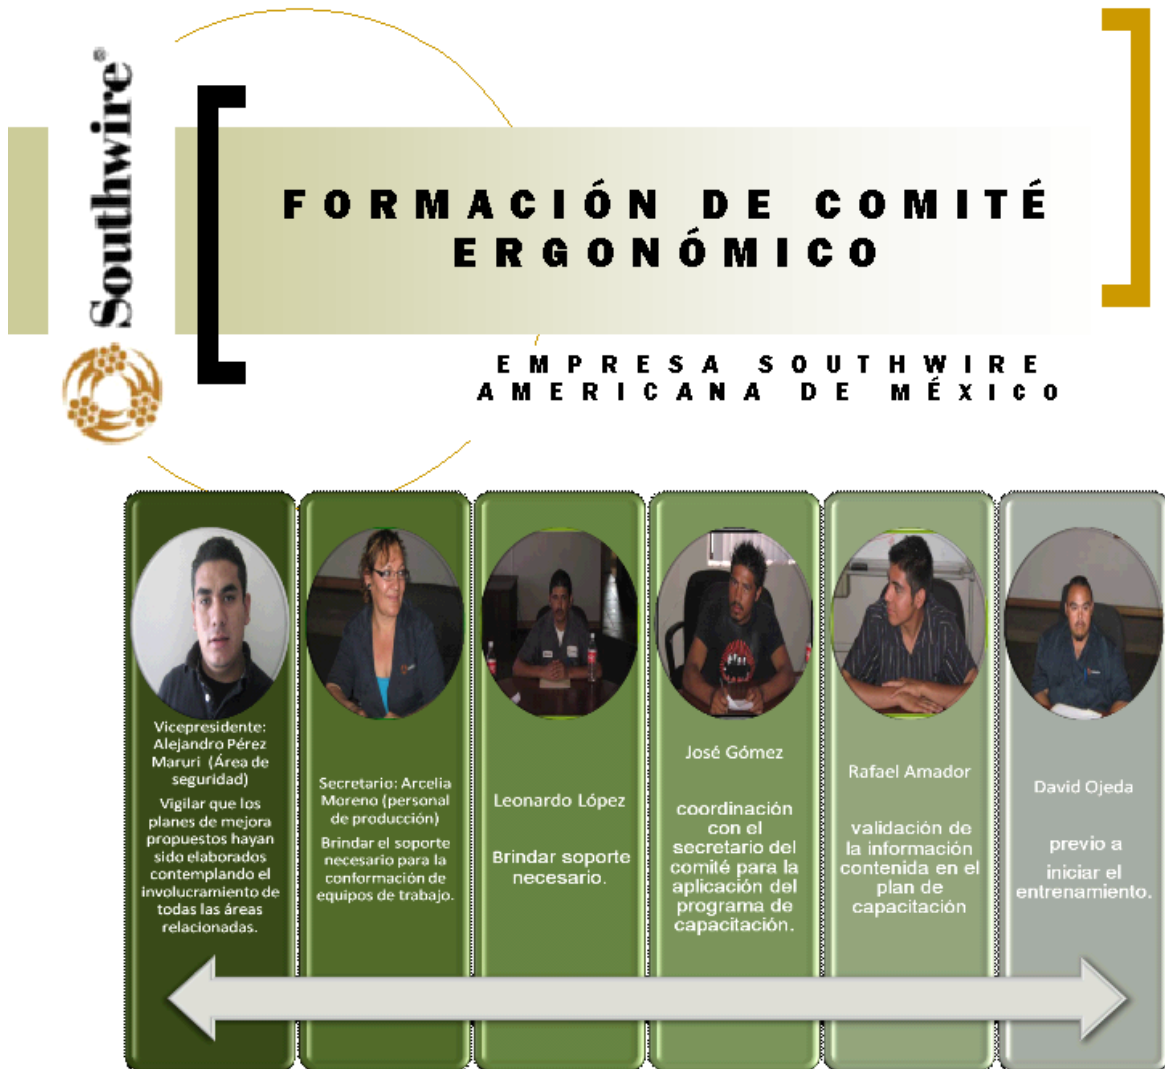 Southwire®
FORMACIÓN DE COMITÉ
ERGONÓMICO
EMPRESA SOUTHWIRE
AMERICANA DE MÉXICO
Vicepresidente:
Alejandro Pérez
Maruri (Área de
seguridad)
Vigilar que los
planes de mejora
propuestos hayan
sido elaborados
contemplando el
involucramiento de
todas las áreas
relacionadas.
Secretario: Arcelia
Moreno (personal
de producción)
Brindar el soporte
necesario para la
conformación de
equipos de trabajo.
Leonardo López
Brindar soporte
necesario.
José Gómez
coordinación
con el
secretario del
comité para la
aplicación del
programa de
capacitación.
Rafael Amador
validación de
la información
contenida en el
plan de
capacitación
David Ojeda
previo a
iniciar el
entrenamiento.